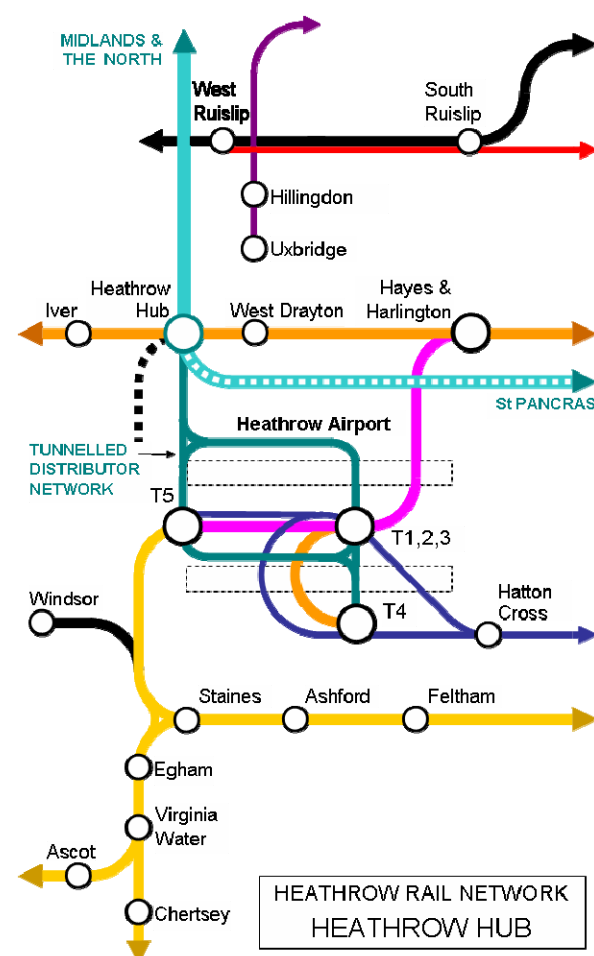 MIDLANDS &
THE NORTH
West
Ruislip
South
Ruislip
Hillingdon
Uxbridge
Heathrow
Hub
Iver
West Drayton
Hayes &
Harlington
St PANCRAS
Heathrow Airport
TUNNELLED
DISTRIBUTOR
NETWORK
T5
T1,2,3
T4
Hatton
Cross
Windsor
Staines
Ashford
Feltham
Egham
Virginia
Water
Ascot
Chertsey
HEATHROW RAIL NETWORK
HEATHROW HUB